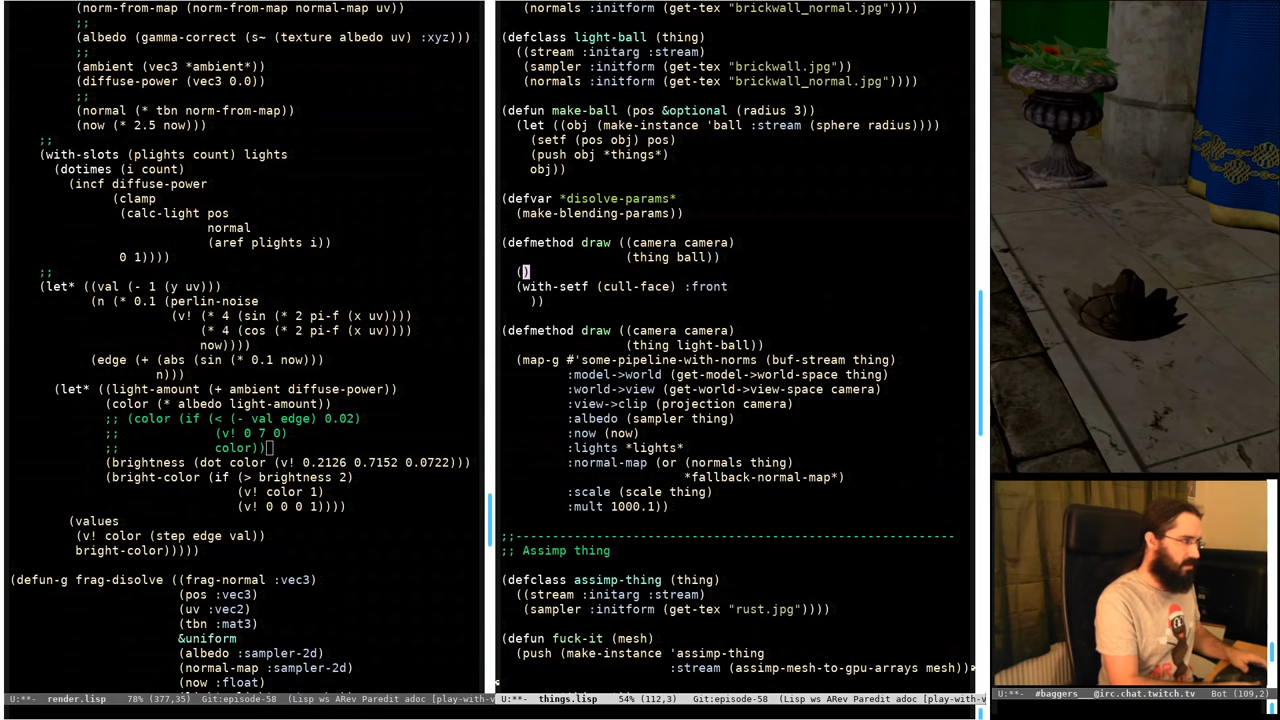 (norm-from-map (norm-from-map normal-map uv))
;;
(albedo (gamma-correct (s~ (texture albedo uv) :xyz)))
;;
(ambient (vec3 *ambient*))
(diffuse-power (vec3 0.0))
;;
(normal (* tbn norm-from-map))
(now (* 2.5 now)))
;;
(with-slots (plights count) lights
(dotimes (i count)
(incf diffuse-power
(clamp
(calc-light pos
normal
(aref plights i))
0 1))))
;;
(let* ((val (- 1 (y uv)))
(n (* 0.1 (perlin-noise
(v! (* 4 (sin (* 2 pi-f (x uv))))
(* 4 (cos (* 2 pi-f (x uv))))
now))))
(edge (+ (abs (sin (* 0.1 now)))
n)))
(let* ((light-amount (+ ambient diffuse-power))
(color (* albedo light-amount))
;; (color (if (< (- val edge) 0.02)
;; (v! 0 7 0)
;; color))
(brightness (dot color (v! 0.2126 0.7152 0.0722)))
(bright-color (if (> brightness 2)
(v! color 1)
(v! 0 0 0 1))))
(values
(v! color (step edge val))
bright-color)))))
(defun-g frag-disolve ((frag-normal :vec3)
(pos :vec3)
(uv :vec2)
(tbn :mat3)
&uniform
(albedo :sampler-2d)
(normal-map :sampler-2d)
(now :float)
U:**- render.lisp 78% (377,35) Git:episode-58 (Lisp ws ARev Paredit adoc [play-with-v
(normals :initform (get-tex "brickwall_normal.jpg"))))
(defclass light-ball (thing)
((stream :initarg :stream)
(sampler :initform (get-tex "brickwall.jpg"))
(normals :initform (get-tex "brickwall_normal.jpg"))))
(defun make-ball (pos &optional (radius 3))
(let ((obj (make-instance 'ball :stream (sphere radius))))
(setf (pos obj) pos)
(push obj *things*)
obj))
(defvar *disolve-params*
(make-blending-params))
(defmethod draw ((camera camera)
(thing ball))
()
(with-setf (cull-face) :front
))
(defmethod draw ((camera camera)
(thing light-ball))
(map-g #'some-pipeline-with-norms (buf-stream thing)
:model->world (get-model->world-space thing)
:world->view (get-world->view-space camera)
:view->clip (projection camera)
:albedo (sampler thing)
:now (now)
:lights *lights*
:normal-map (or (normals thing)
*fallback-normal-map*)
:scale (scale thing)
:mult 1000.1))
;;------------------------------------------------------------
;; Assimp thing
(defclass assimp-thing (thing)
((stream :initarg :stream)
(sampler :initform (get-tex "rust.jpg"))))
(defun fuck-it (mesh)
(push (make-instance 'assimp-thing
:stream (assimp-mesh-to-gpu-arrays mesh))
U:**- things.lisp 54% (112,3) Git:episode-58 (Lisp ws ARev Paredit adoc [play-with-v
U:**- #baggers __@irc.chat.twitch.tv Bot (109,2)